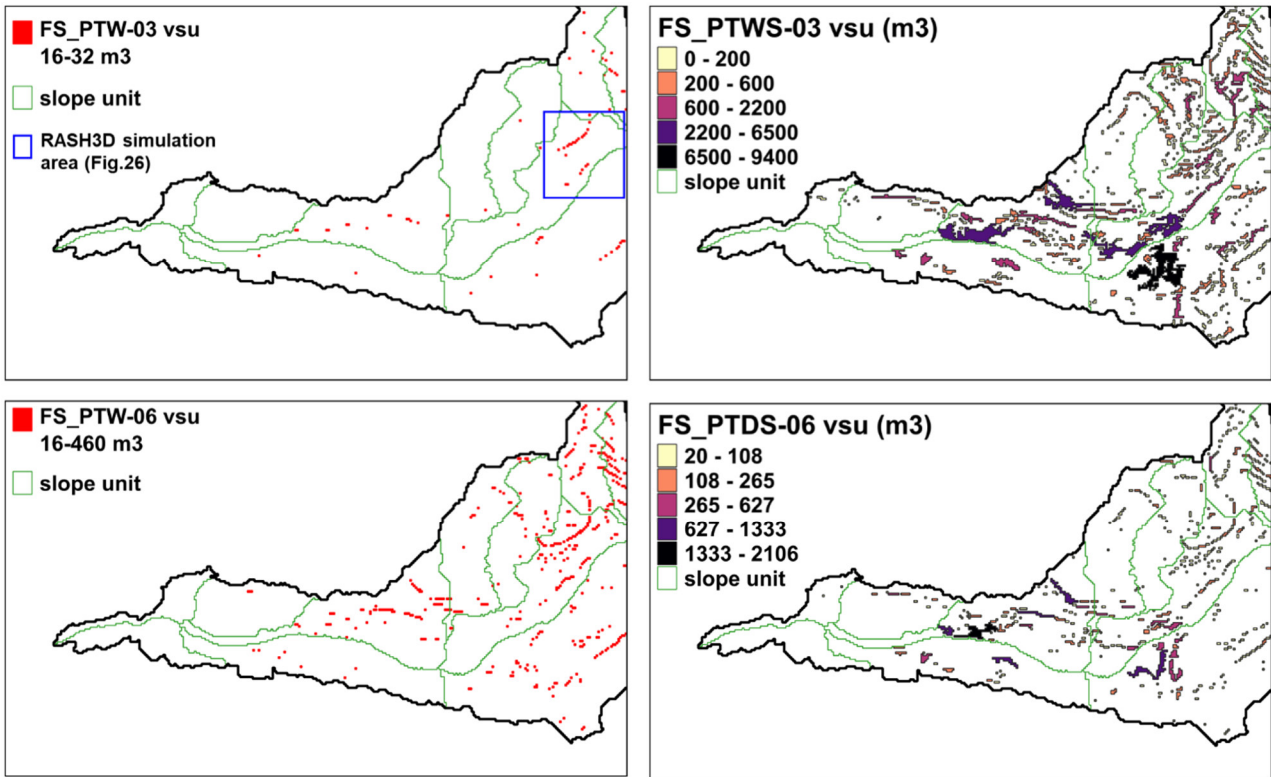 FS_PTW-03 vsu
16-32 m3
slope unit
RASH3D simulation
area (Fig.26)
FS_PTWS-03 vsu (m3)
0 - 200
200 - 600
600 - 2200
2200 - 6500
6500 - 9400
slope unit
FS_PTW-06 vsu
16-460 m3
slope unit
FS_PTDS-06 vsu (m3)
20 - 108
108 - 265
265 - 627
627 - 1333
1333 - 2106
slope unit